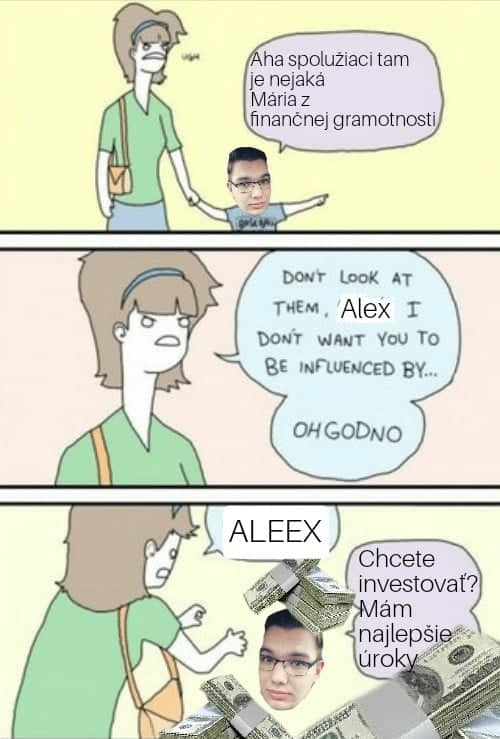 UGH
Aha spolužiaci tam
je nejaká
Mária z
finančnej gramotnosti
DON'T LOOK AT
THEM, Alex I
DON'T WANT YOU TO
BE INFLUENCED BY...
OHGODNO
ALEEX
Chcete
investovať?
Mám
najlepšie
úroky